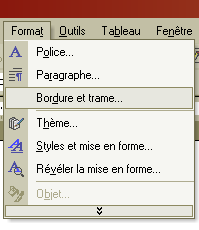 Format Outils Tableau Fenêtre
Police...
Paragraphe...
Bordure et trame...
Thème...
Styles et mise en forme...
Révéler la mise en forme...
Objet...